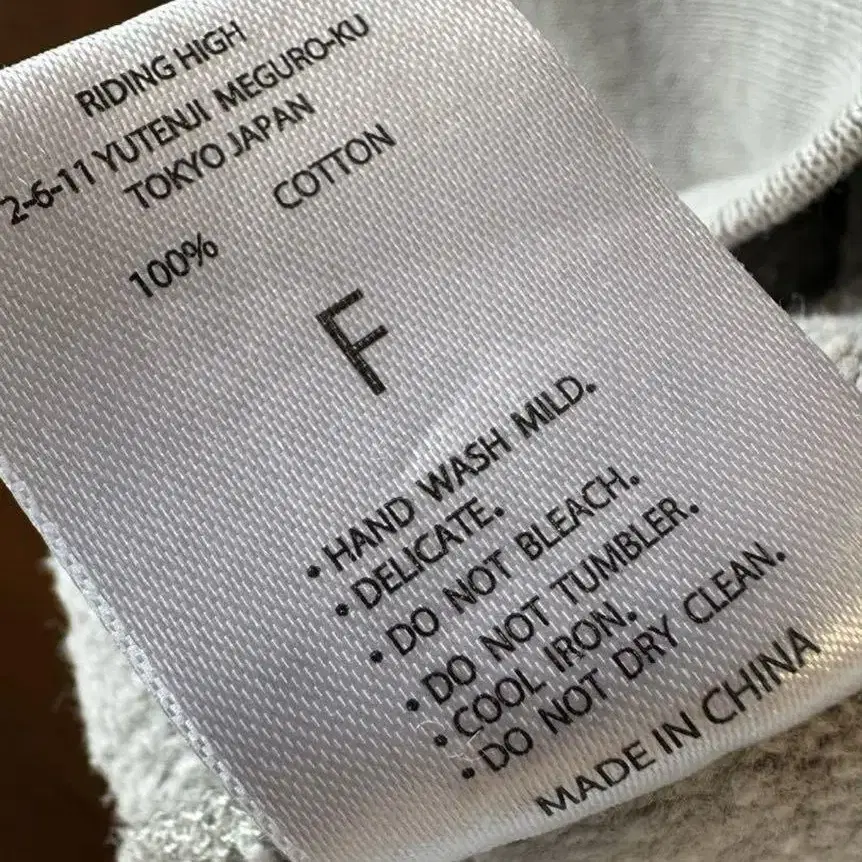 RIDING HIGH
2-6-11 YUTENJI MEGURO-KU
TOKYO JAPAN
100% COTTON
F
• HAND WASH MILD.
• DELICATE.
• DO NOT BLEACH.
• DO NOT TUMBLER.
• COOL IRON.
• DO NOT DRY CLEAN.
MADE IN CHINA